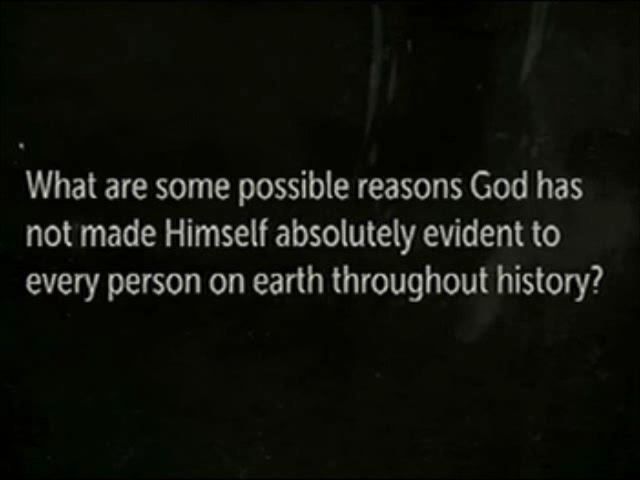 What are some possible reasons God has
not made Himself absolutely evident to
every person on earth throughout history?